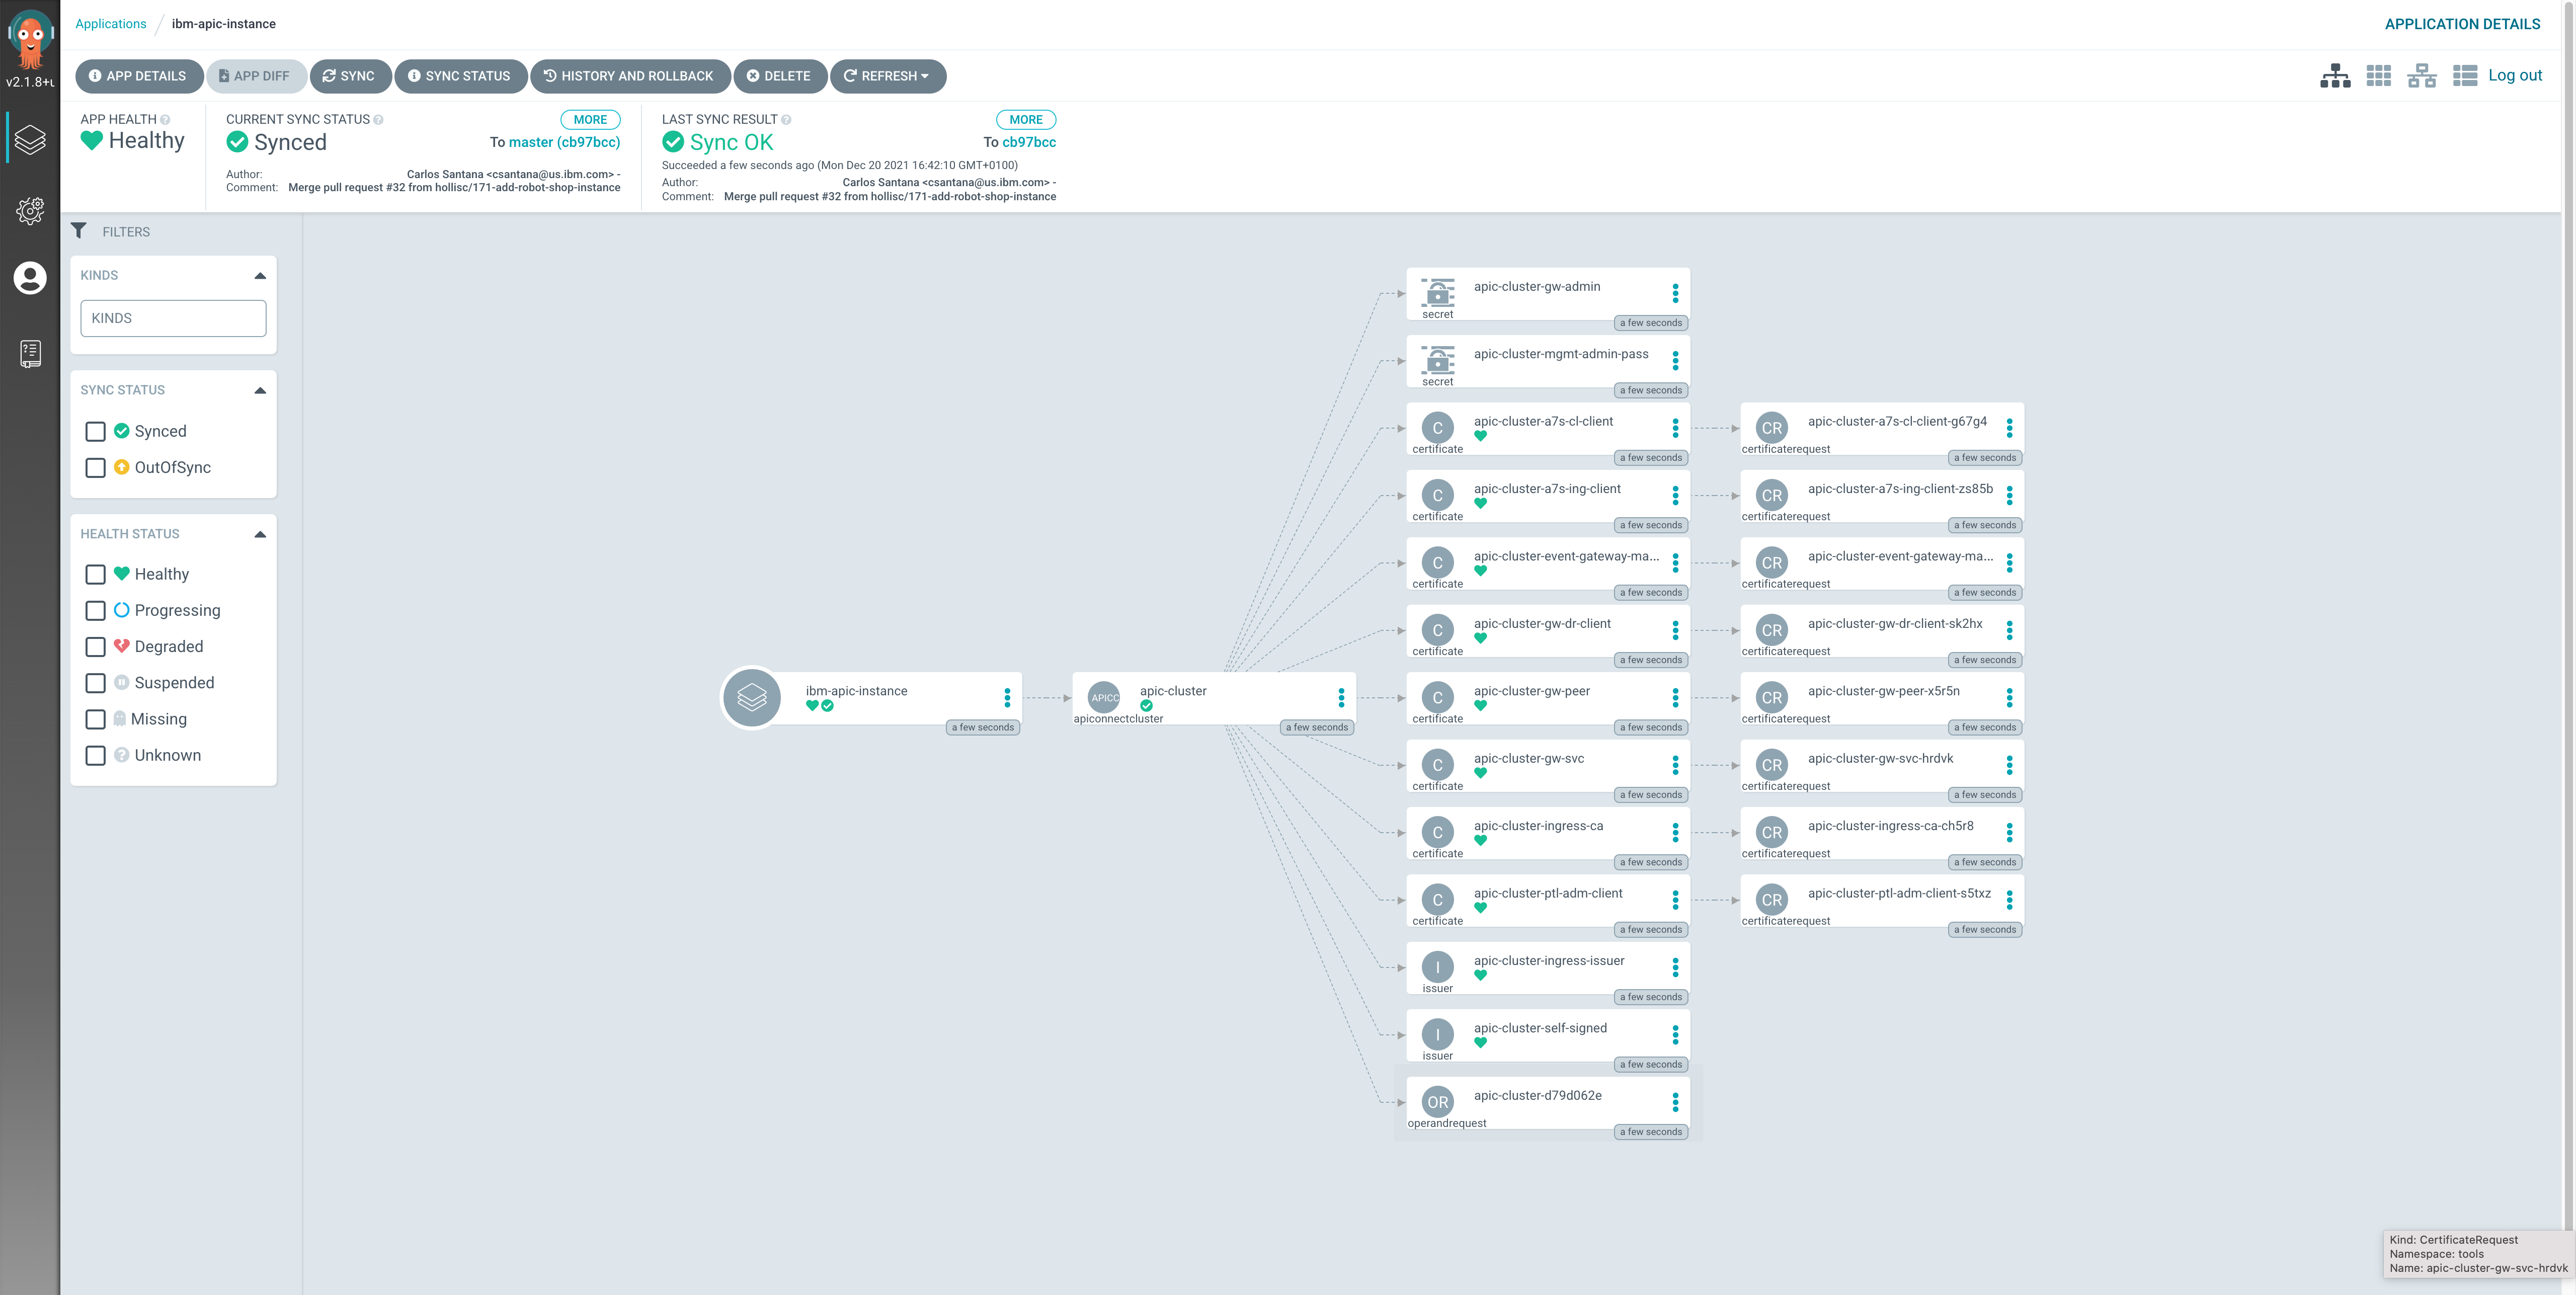 Applications / ibm-apic-instance
APPLICATION DETAILS
v2.1.8+u
APP DETAILS
APP DIFF
SYNC
SYNC STATUS
HISTORY AND ROLLBACK
DELETE
REFRESH
Log out
APP HEALTH
Healthy
CURRENT SYNC STATUS
MORE
Synced
To master (cb97bcc)
Author: Carlos Santana <csantana@us.ibm.com> -
Comment: Merge pull request #32 from hollisc/171-add-robot-shop-instance
LAST SYNC RESULT
MORE
Sync OK
To cb97bcc
Succeeded a few seconds ago (Mon Dec 20 2021 16:42:10 GMT+0100)
Author: Carlos Santana <csantana@us.ibm.com> -
Comment: Merge pull request #32 from hollisc/171-add-robot-shop-instance
FILTERS
KINDS
KINDS
SYNC STATUS
Synced
OutOfSync
HEALTH STATUS
Healthy
Progressing
Degraded
Suspended
Missing
Unknown
ibm-apic-instance
a few seconds
APICC
apic-cluster
apiconnectcluster
a few seconds
apic-cluster-gw-admin
secret
a few seconds
apic-cluster-mgmt-admin-pass
secret
a few seconds
C
apic-cluster-a7s-cl-client
certificate
a few seconds
CR
apic-cluster-a7s-cl-client-g67g4
certificaterequest
a few seconds
C
apic-cluster-a7s-ing-client
certificate
a few seconds
CR
apic-cluster-a7s-ing-client-zs85b
certificaterequest
a few seconds
C
apic-cluster-event-gateway-ma...
certificate
a few seconds
CR
apic-cluster-event-gateway-ma...
certificaterequest
a few seconds
C
apic-cluster-gw-dr-client
certificate
a few seconds
CR
apic-cluster-gw-dr-client-sk2hx
certificaterequest
a few seconds
C
apic-cluster-gw-peer
certificate
a few seconds
CR
apic-cluster-gw-peer-x5r5n
certificaterequest
a few seconds
C
apic-cluster-gw-svc
certificate
a few seconds
CR
apic-cluster-gw-svc-hrdvk
certificaterequest
a few seconds
C
apic-cluster-ingress-ca
certificate
a few seconds
CR
apic-cluster-ingress-ca-ch5r8
certificaterequest
a few seconds
C
apic-cluster-ptl-adm-client
certificate
a few seconds
CR
apic-cluster-ptl-adm-client-s5txz
certificaterequest
a few seconds
I
apic-cluster-ingress-issuer
issuer
a few seconds
I
apic-cluster-self-signed
issuer
a few seconds
OR
apic-cluster-d79d062e
operandrequest
a few seconds
Kind: CertificateRequest
Namespace: tools
Name: apic-cluster-gw-svc-hrdvk